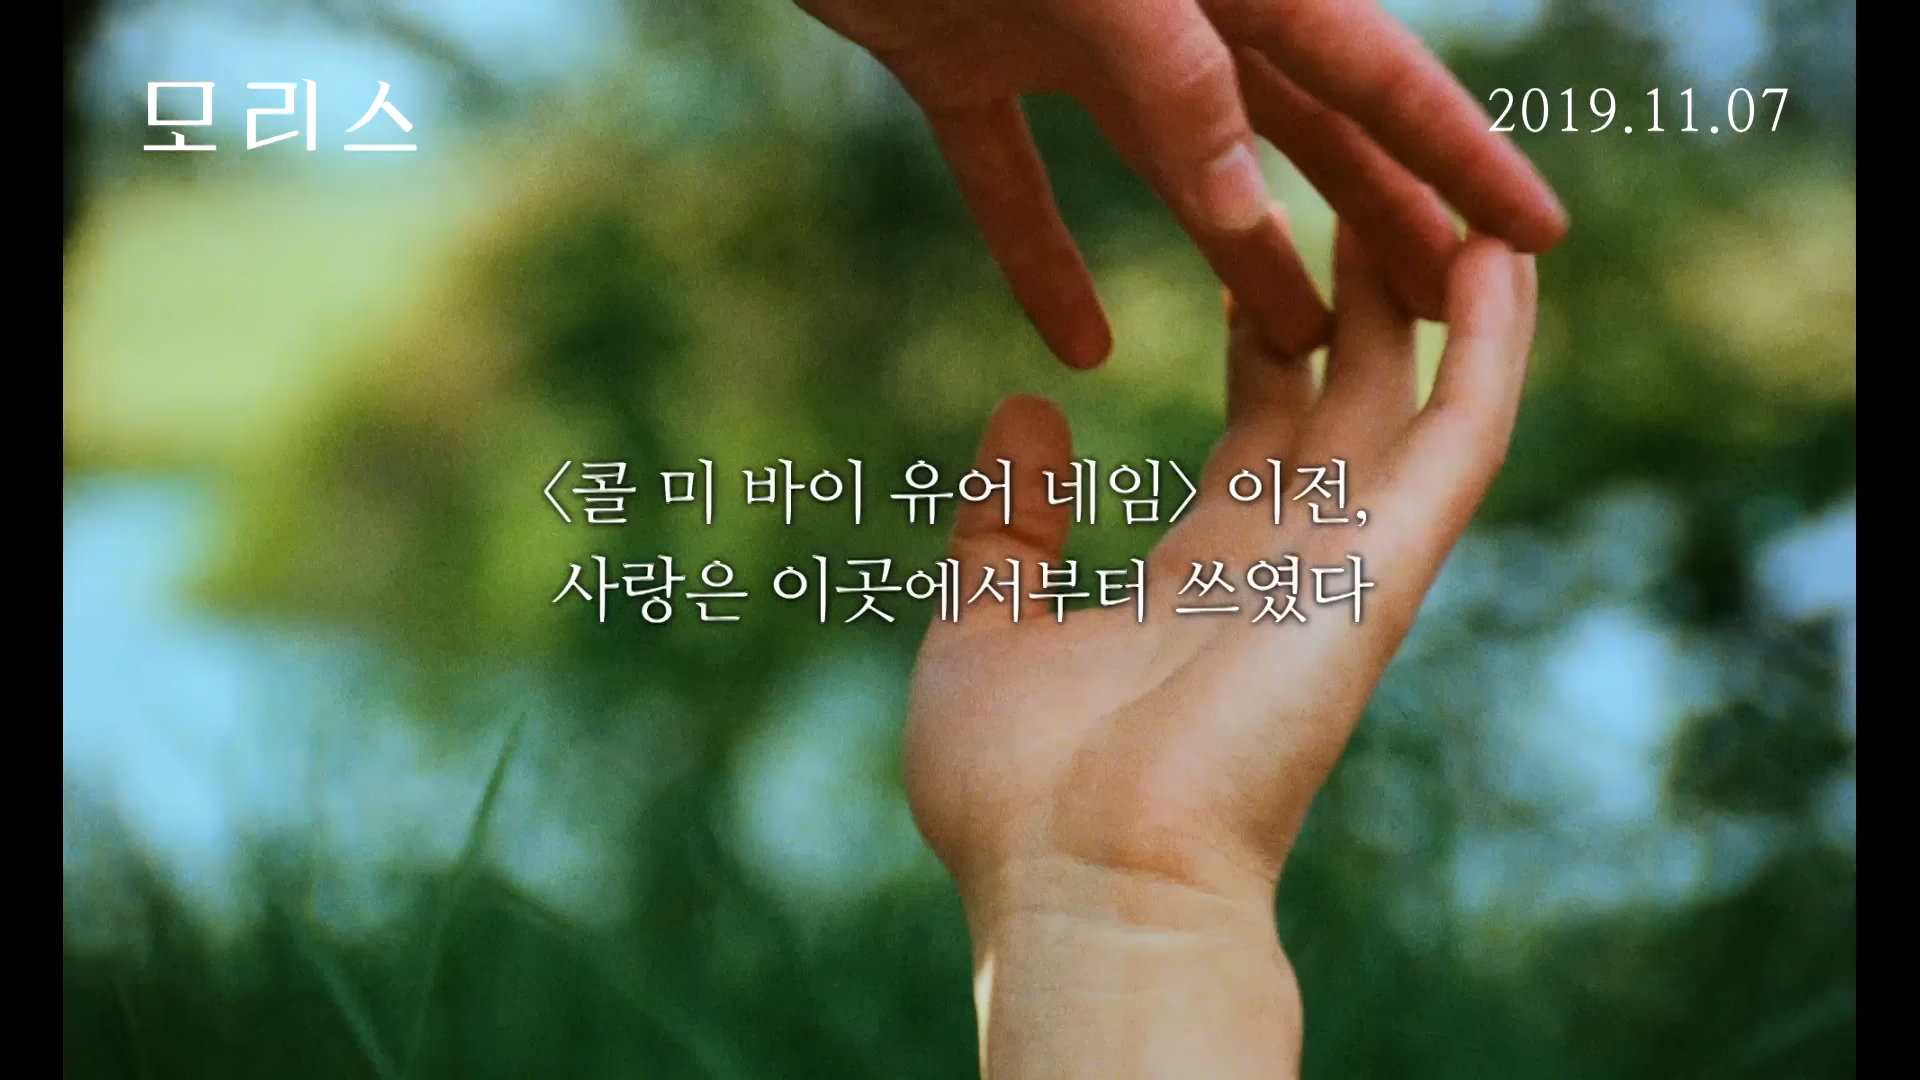 모리스
2019.11.07
〈콜 미 바이 유어 네임〉 이전,
사랑은 이곳에서부터 쓰였다